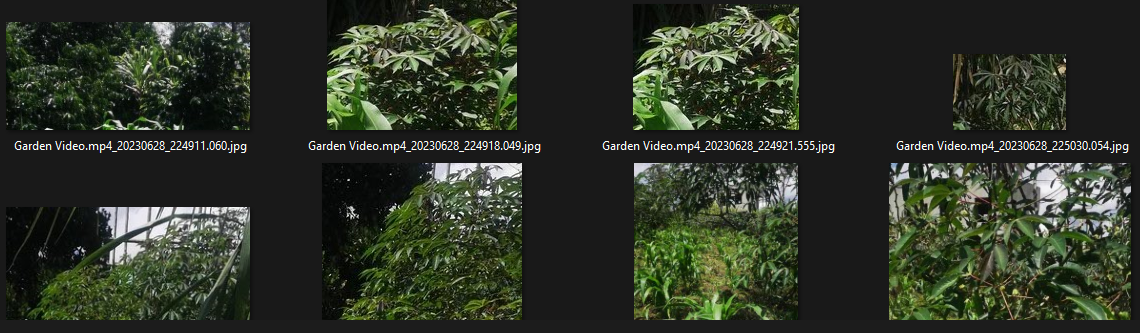 Garden Video.mp4_20230628_224911.060.jpg
Garden Video.mp4_20230628_224918.049.jpg
Garden Video.mp4_20230628_224921.555.jpg
Garden Video.mp4_20230628_225030.054.jpg